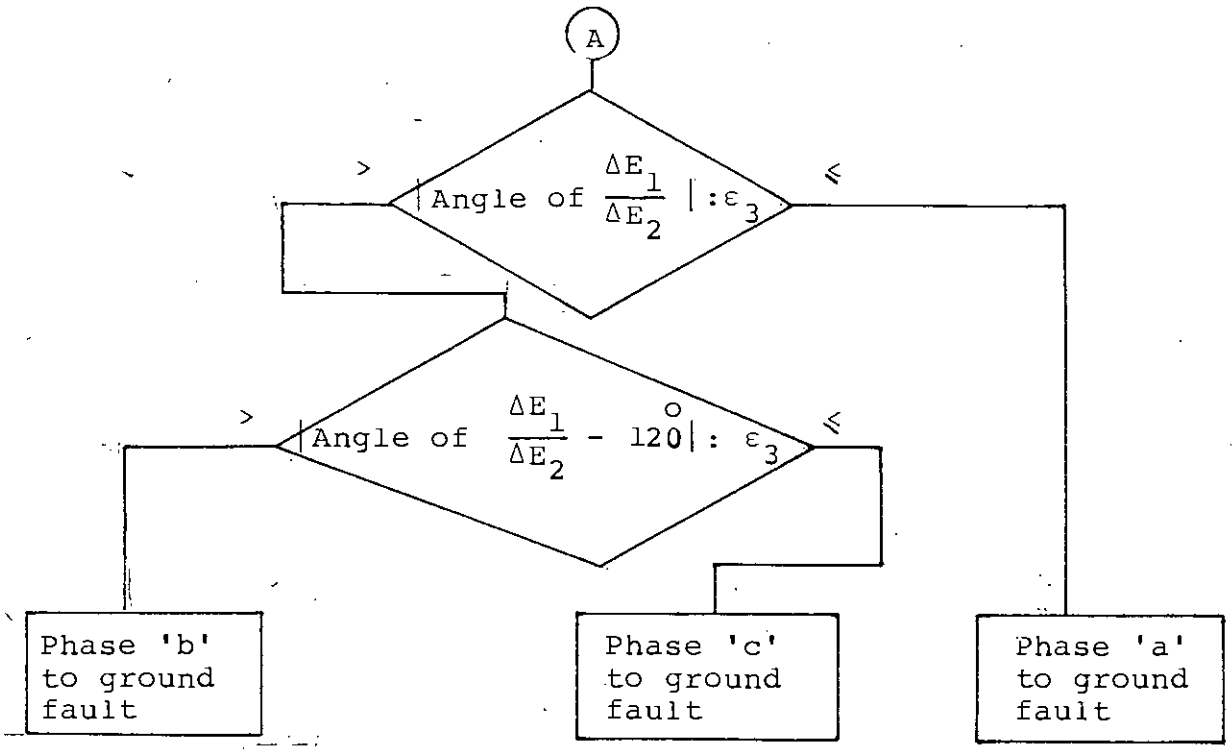 A
> ≤
|Angle of ΔE₁/ΔE₂ | : ε₃
> ≤
|Angle of ΔE₁/ΔE₂ - 120°| : ε₃
Phase 'b'
to ground
fault
Phase 'c'
to ground
fault
Phase 'a'
to ground
fault